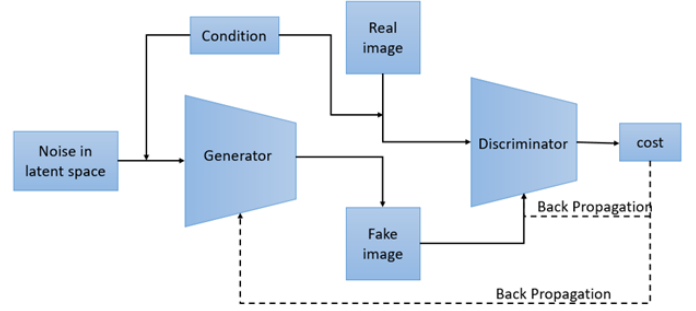 Condition
Real
image
Noise in
latent space
Generator
Discriminator
cost
Fake
image
Back Propagation
Back Propagation